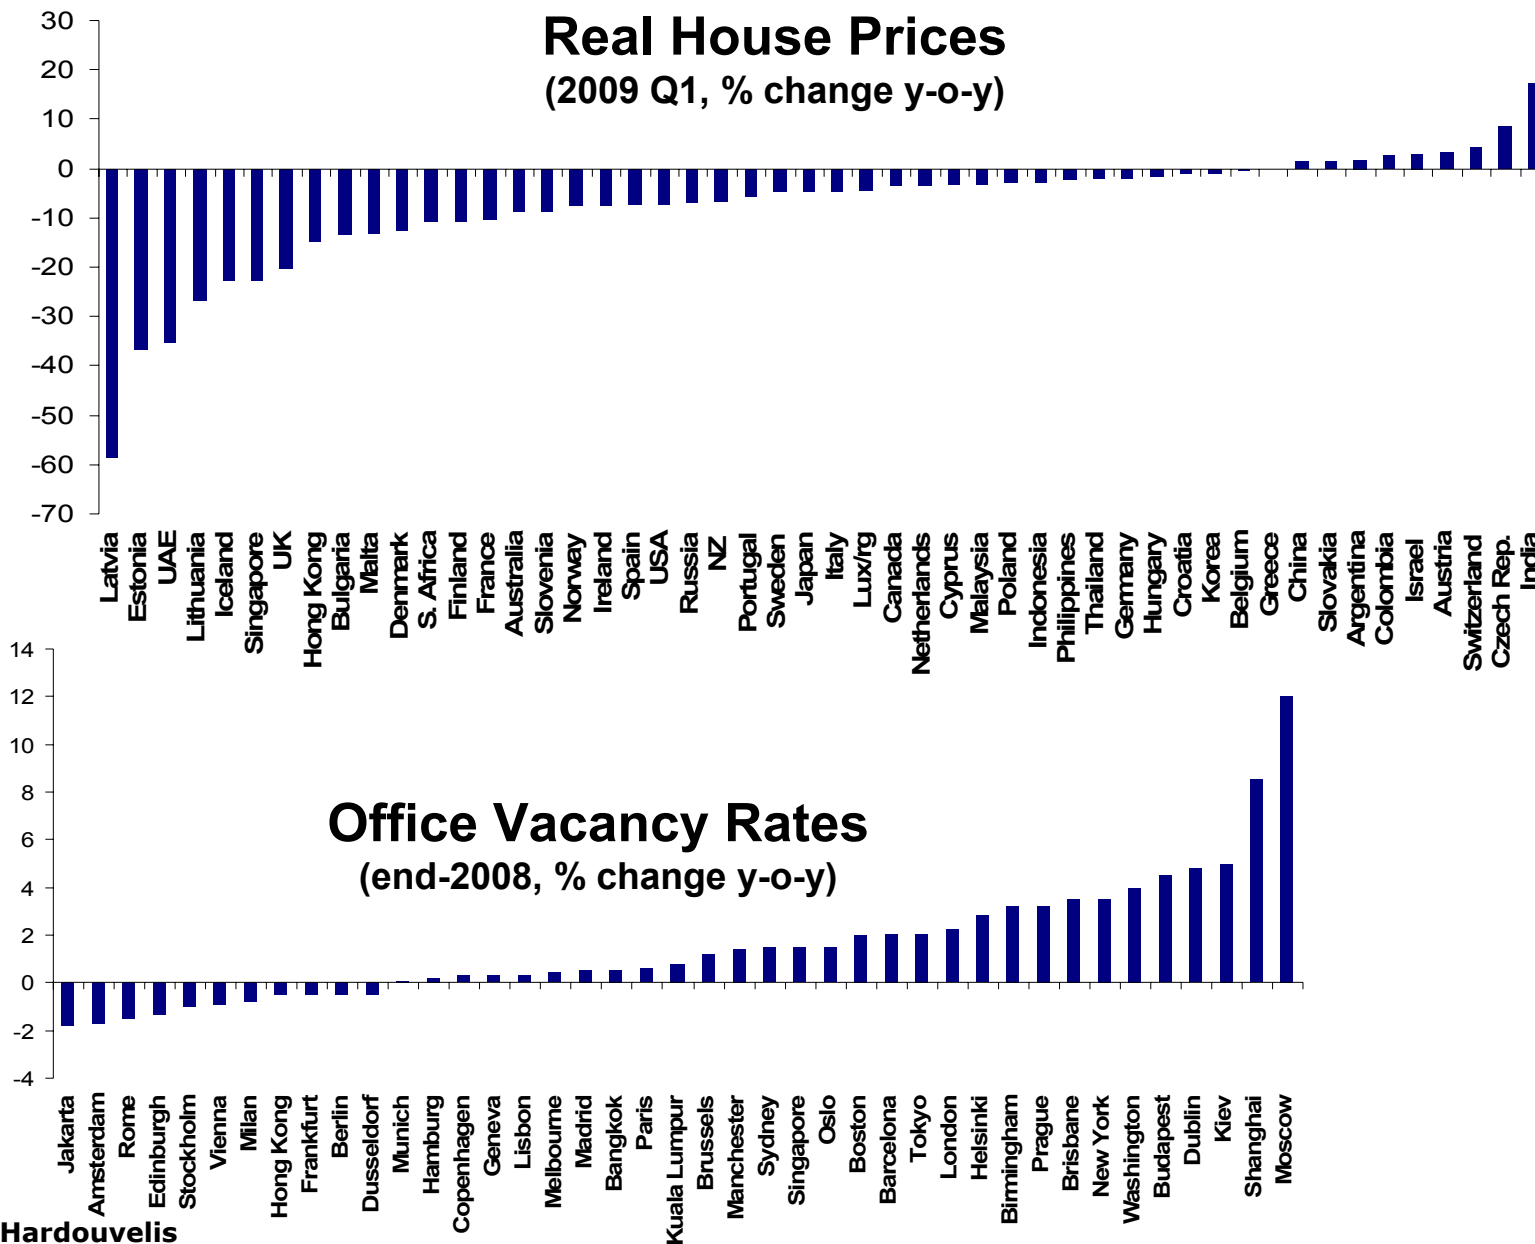 Real House Prices
(2009 Q1, % change y-o-y)
30
20
10
0
-10
-20
-30
-40
-50
-60
-70
Latvia
Estonia
UAE
Lithuania
Iceland
Singapore
UK
Hong Kong
Bulgaria
Malta
Denmark
S. Africa
Finland
France
Australia
Slovenia
Norway
Ireland
Spain
USA
Russia
NZ
Portugal
Sweden
Japan
Italy
Lux/rg
Canada
Netherlands
Cyprus
Malaysia
Poland
Indonesia
Philippines
Thailand
Germany
Hungary
Croatia
Korea
Belgium
Greece
China
Slovakia
Argentina
Colombia
Israel
Austria
Switzerland
Czech Rep.
India
Office Vacancy Rates
(end-2008, % change y-o-y)
14
12
10
8
6
4
2
0
-2
-4
Jakarta
Amsterdam
Rome
Edinburgh
Stockholm
Vienna
Milan
Hong Kong
Frankfurt
Berlin
Dusseldorf
Munich
Hamburg
Copenhagen
Geneva
Lisbon
Melbourne
Madrid
Bangkok
Paris
Kuala Lumpur
Brussels
Manchester
Sydney
Singapore
Oslo
Boston
Barcelona
Tokyo
London
Helsinki
Birmingham
Prague
Brisbane
New York
Washington
Budapest
Dublin
Kiev
Shanghai
Moscow
Hardouvelis